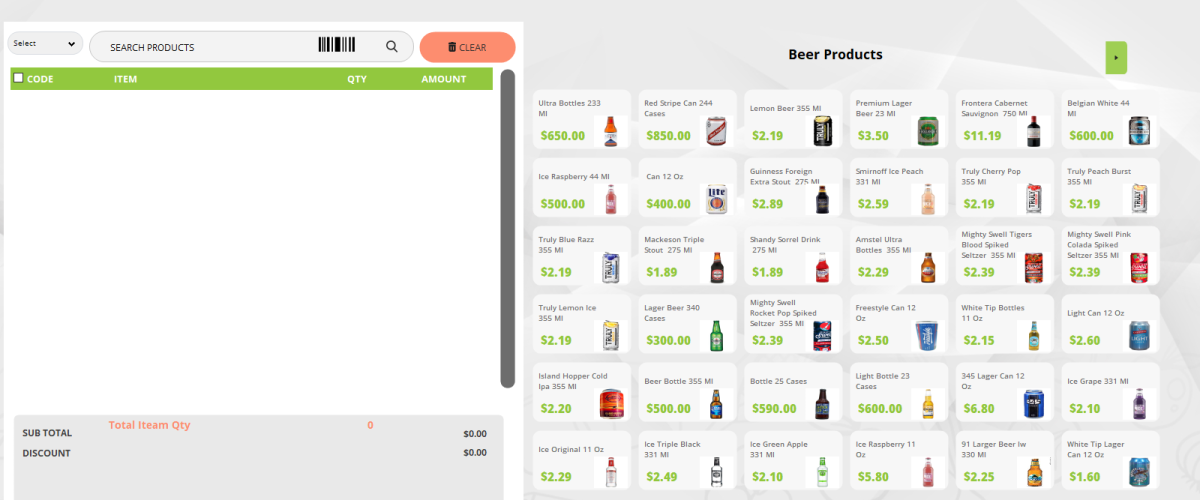 Select
SEARCH PRODUCTS
CLEAR
CODE ITEM QTY AMOUNT
Total Iteam Qty 0
SUB TOTAL $0.00
DISCOUNT $0.00
Beer Products
Ultra Bottles 233
Ml
$650.00
Red Stripe Can 244
Cases
$850.00
Lemon Beer 355 Ml
$2.19
TRULY
Premium Lager
Beer 23 Ml
$3.50
Frontera Cabernet
Sauvignon 750 Ml
$11.19
Belgian White 44
Ml
$600.00
Ice Raspberry 44 Ml
$500.00
Can 12 Oz
$400.00
Lite
Guinness Foreign
Extra Stout 275 Ml
$2.89
Smirnoff Ice Peach
331 Ml
$2.59
Truly Cherry Pop
355 Ml
$2.19
TRULY
Truly Peach Burst
355 Ml
$2.19
TRULY
Truly Blue Razz
355 Ml
$2.19
TRULY
Mackeson Triple
Stout 275 Ml
$1.89
Shandy Sorrel Drink
275 Ml
$1.89
Amstel Ultra
Bottles 355 Ml
$2.29
Mighty Swell Tigers
Blood Spiked
Seltzer 355 Ml
$2.39
Mighty Swell Pink
Colada Spiked
Seltzer 355 Ml
$2.39
Truly Lemon Ice
355 Ml
$2.19
TRULY
Lager Beer 340
Cases
$300.00
Mighty Swell
Rocket Pop Spiked
Seltzer 355 Ml
$2.39
Freestyle Can 12
Oz
$2.50
White Tip Bottles
11 Oz
$2.15
Light Can 12 Oz
$2.60
LIGHT
Island Hopper Cold
Ipa 355 Ml
$2.20
Beer Bottle 355 Ml
$500.00
Bottle 25 Cases
$590.00
Light Bottle 23
Cases
$600.00
345 Lager Can 12
Oz
$6.80
Ice Grape 331 Ml
$2.10
Ice Original 11 Oz
$2.29
Ice Triple Black
331 Ml
$2.49
Ice Green Apple
331 Ml
$2.10
Ice Raspberry 11
Oz
$5.80
91 Larger Beer Iw
330 Ml
$2.25
White Tip Lager
Can 12 Oz
$1.60